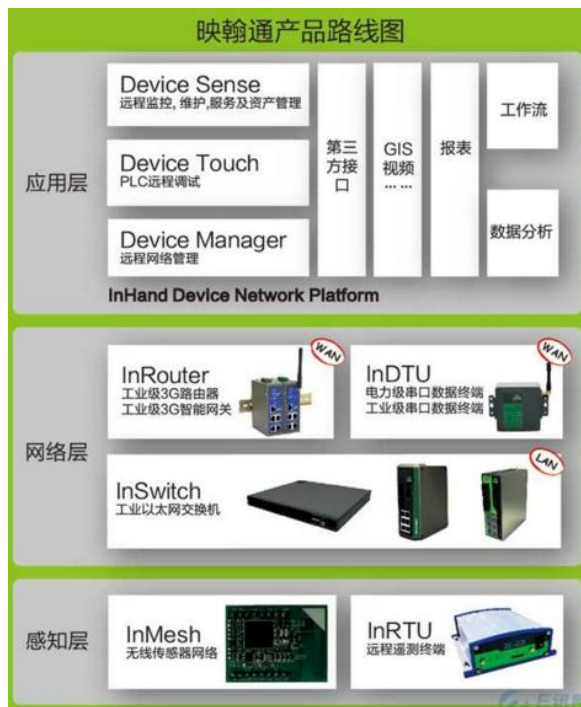 映翰通产品路线图
应用层
Device Sense
远程监控, 维护,服务及资产管理
Device Touch
PLC远程调试
Device Manager
远程网络管理
第三
方接
口
GIS
视频
... ...
报表
工作流
数据分析
InHand Device Network Platform
网络层
InRouter
工业级3G路由器
工业级3G智能网关
WAN
InDTU
电力级串口数据终端
工业级串口数据终端
WAN
InSwitch
工业以太网交换机
LAN
感知层
InMesh
无线传感器网络
InRTU
远程遥测终端